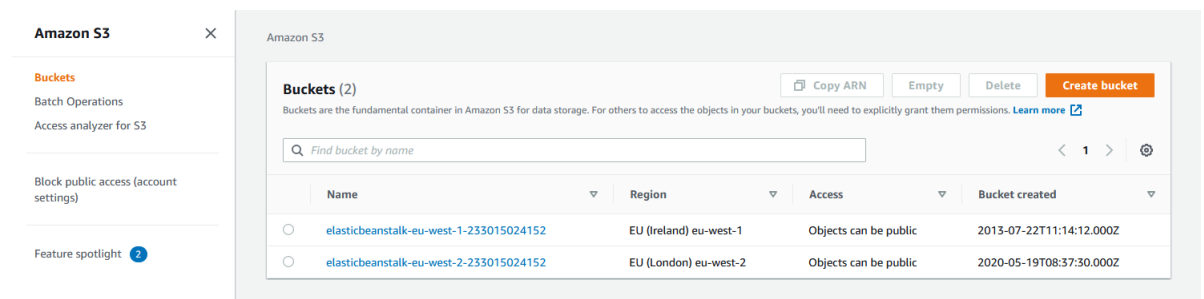 Amazon S3
Buckets
Batch Operations
Access analyzer for S3
Block public access (account
settings)
Feature spotlight 2
Amazon S3
Buckets (2)
Copy ARN Empty Delete Create bucket
Buckets are the fundamental container in Amazon S3 for data storage. For others to access the objects in your buckets, you'll need to explicitly grant them permissions. Learn more
Find bucket by name
1
Name Region Access Bucket created
elasticbeanstalk-eu-west-1-233015024152 EU (Ireland) eu-west-1 Objects can be public 2013-07-22T11:14:12.000Z
elasticbeanstalk-eu-west-2-233015024152 EU (London) eu-west-2 Objects can be public 2020-05-19T08:37:30.000Z